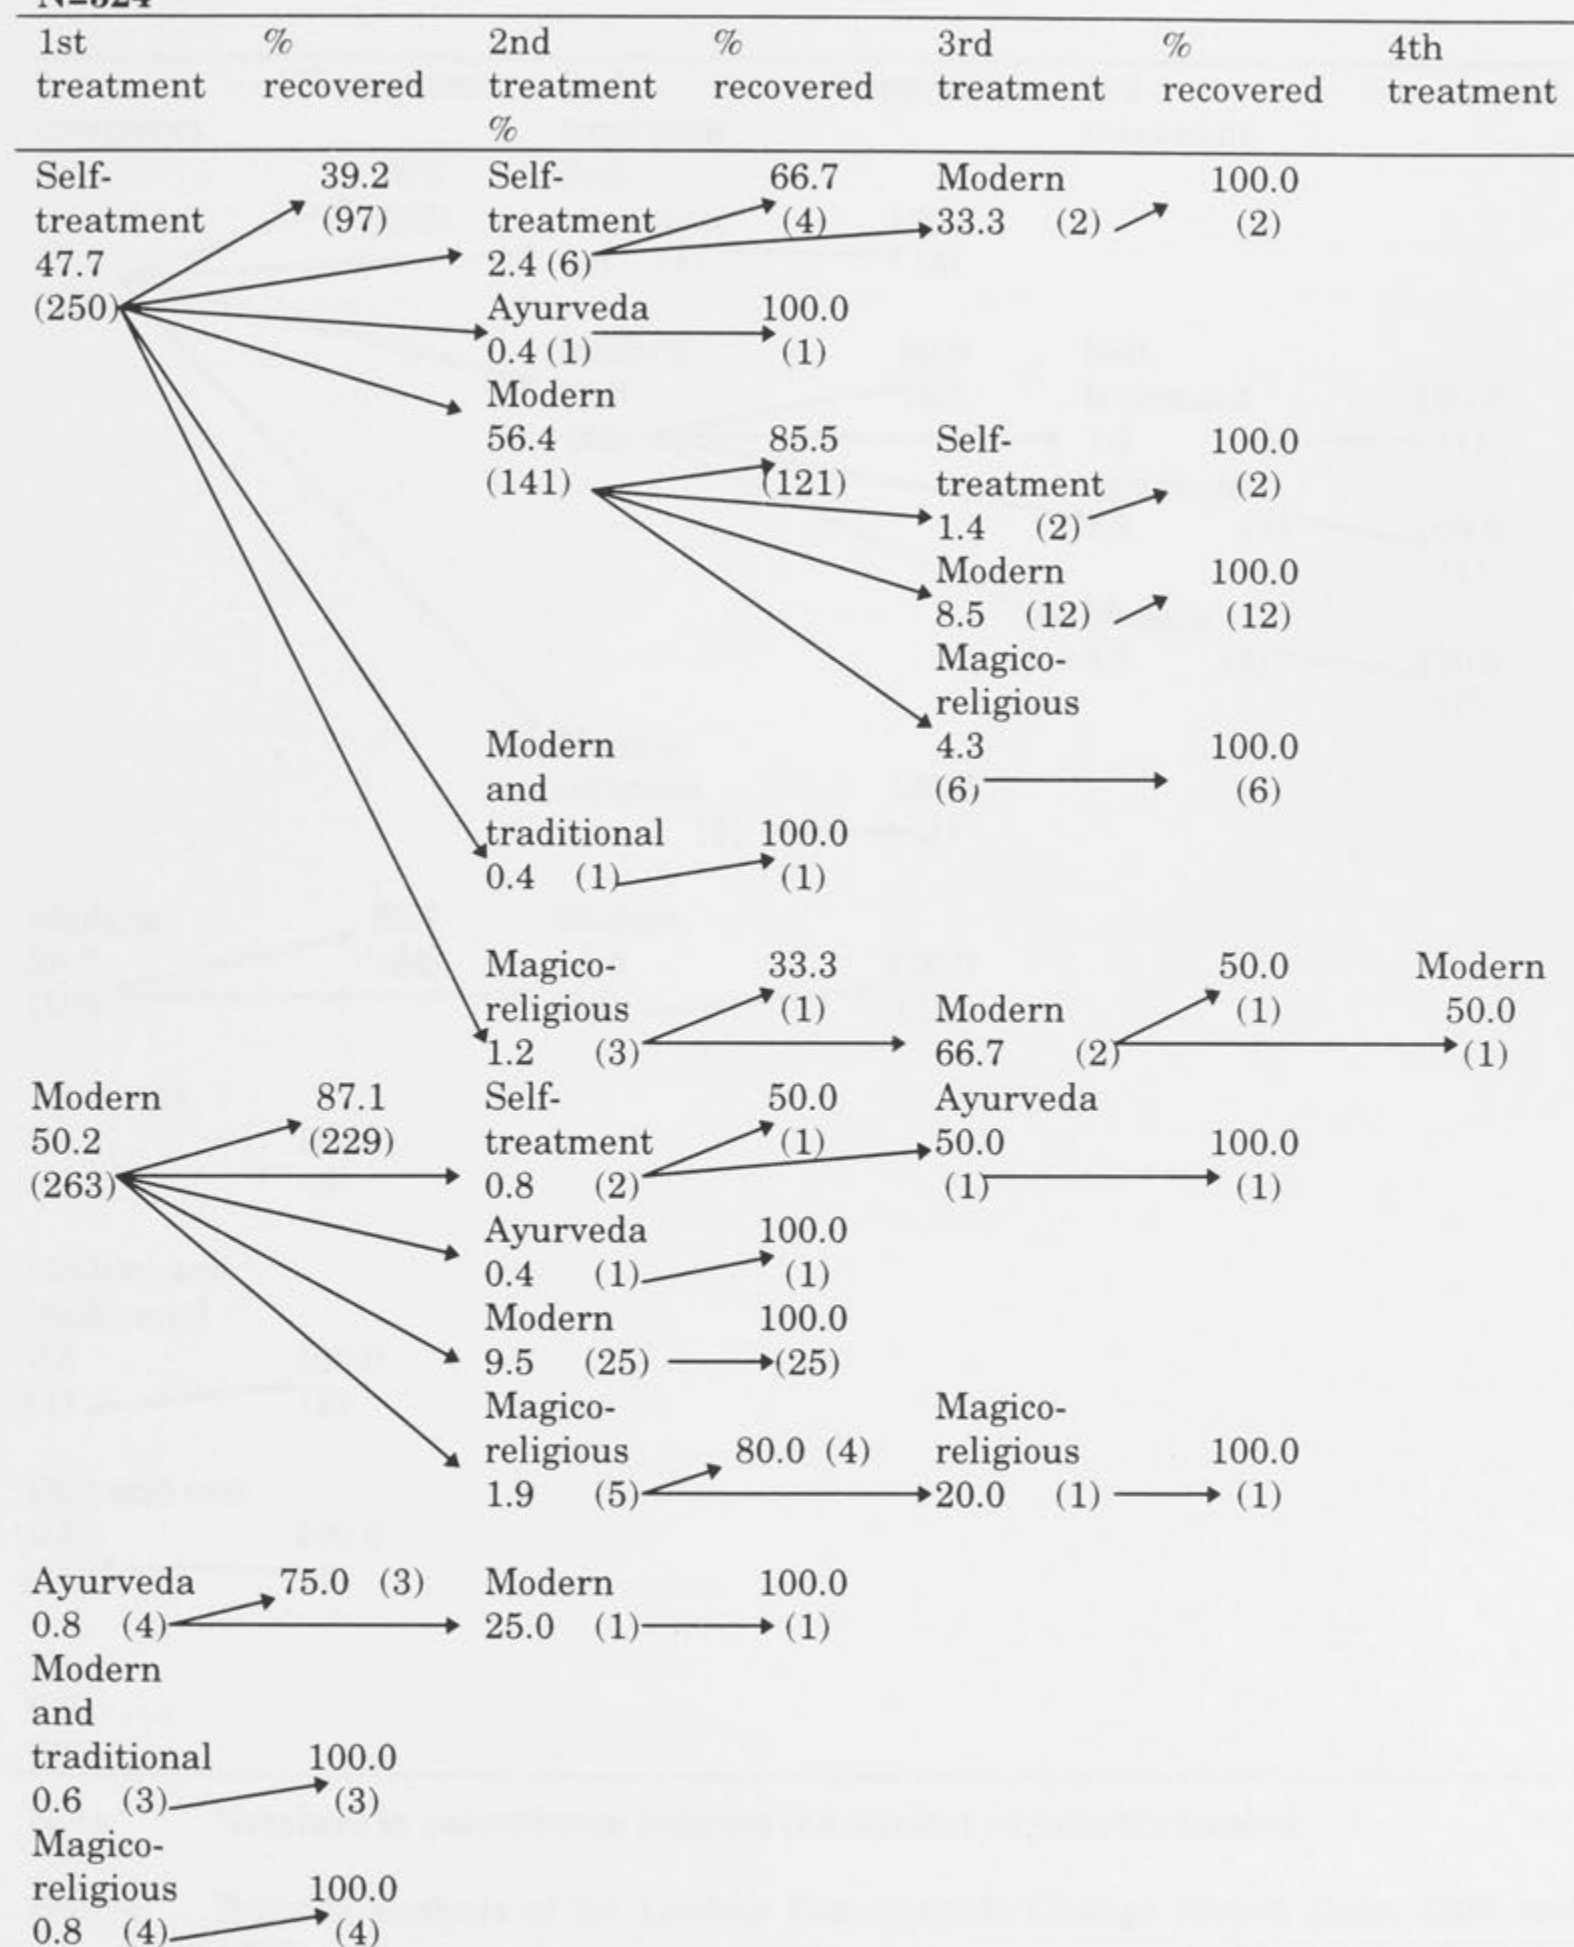 N=524
1st % 2nd % 3rd % 4th
treatment recovered treatment recovered treatment recovered treatment
%
Self- 39.2 Self- 66.7 Modern 100.0
treatment (97) treatment (4) 33.3 (2) (2)
47.7 2.4 (6)
(250) Ayurveda 100.0
0.4 (1) (1)
Modern
56.4 85.5 Self- 100.0
(141) (121) treatment (2)
1.4 (2)
Modern 100.0
8.5 (12) (12)
Magico-
religious
Modern 4.3 100.0
and (6) (6)
traditional 100.0
0.4 (1) (1)
Magico- 33.3 50.0 Modern
religious (1) Modern (1) 50.0
1.2 (3) 66.7 (2) (1)
Modern 87.1 Self- 50.0 Ayurveda
50.2 (229) treatment (1) 50.0 100.0
(263) 0.8 (2) (1) (1)
Ayurveda 100.0
0.4 (1) (1)
Modern 100.0
9.5 (25) (25)
Magico- Magico-
religious 80.0 (4) religious 100.0
1.9 (5) 20.0 (1) (1)
Ayurveda 75.0 (3) Modern 100.0
0.8 (4) 25.0 (1) (1)
Modern
and
traditional 100.0
0.6 (3) (3)
Magico-
religious 100.0
0.8 (4) (4)